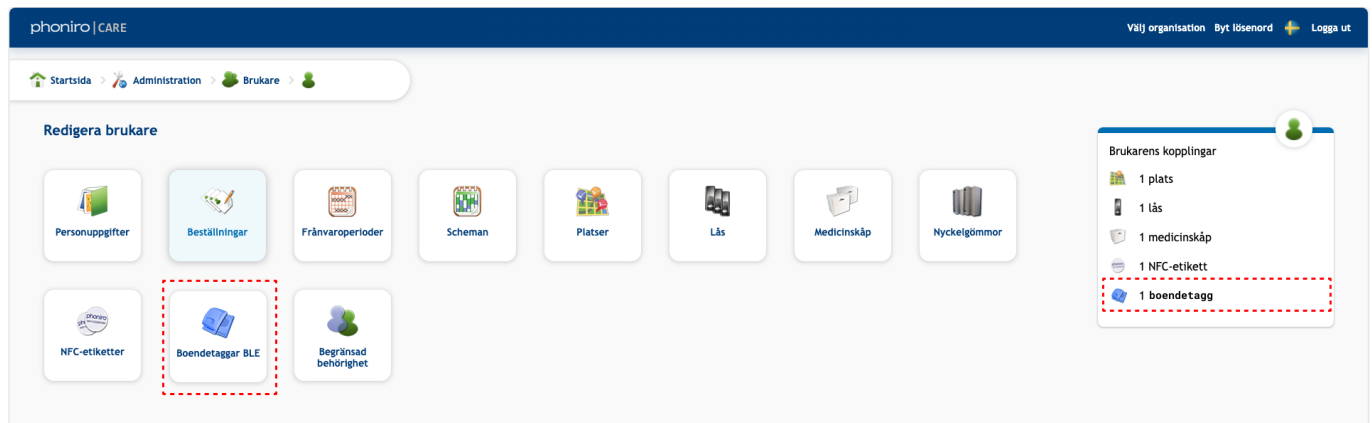 phoniro|CARE
Välj organisation Byt lösenord Logga ut
Startsida > Administration > Brukare >
Redigera brukare
Personuppgifter
Beställningar
Frånvaroperioder
Scheman
Platser
Lås
Medicinskåp
Nyckelgömmor
NFC-etiketter
Boendetaggar BLE
Begränsad
behörighet
Brukarens kopplingar
1 plats
1 lås
1 medicinskåp
1 NFC-etikett
1 boendetagg